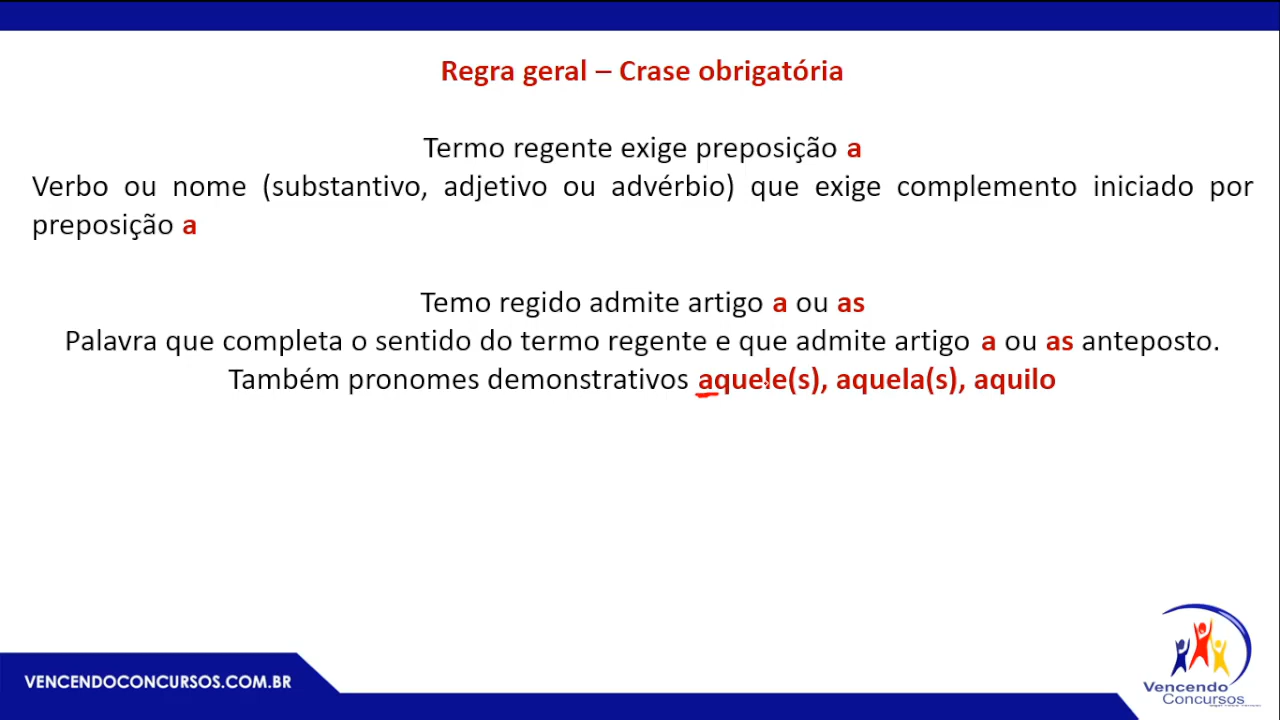 Regra geral – Crase obrigatória
Termo regente exige preposição a
Verbo ou nome (substantivo, adjetivo ou advérbio) que exige complemento iniciado por
preposição a
Temo regido admite artigo a ou as
Palavra que completa o sentido do termo regente e que admite artigo a ou as anteposto.
Também pronomes demonstrativos aquele(s), aquela(s), aquilo
VENCENDOCONCURSOS.COM.BR
Vencendo
Concursos